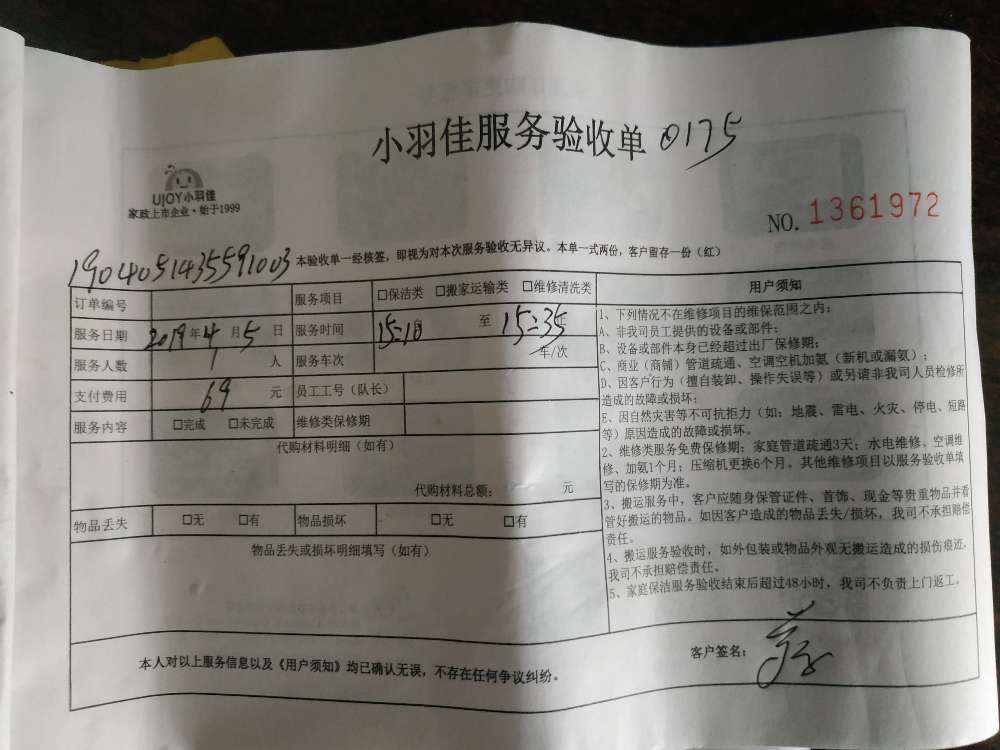 小羽佳服务验收单 0175
UJOY小羽佳
家政上市企业·始于1999
NO. 1361972
1904051435591003 本验收单一经核签，即视为对本次服务验收无异议。本单一式两份，客户留存一份（红）
订单编号 服务项目 □保洁类 □搬家运输类 □维修清洗类
服务日期 2019年4月5日 服务时间 15:10 至 15:35
服务人数 1 人 服务车次 车/次
支付费用 69 元 员工工号（队长）
服务内容 □完成 □未完成 维修类保修期
代购材料明细（如有）
代购材料总额： 元
物品丢失 □无 □有 物品损坏 □无 □有
物品丢失或损坏明细填写（如有）
用户须知
1、下列情况不在维修项目的维保范围之内：
A、非我司员工提供的设备或部件；
B、设备或部件本身已经超过出厂保修期；
C、商业（商铺）管道疏通、空调空机加氨（新机或漏氨）；
D、因客户行为（擅自装卸、操作失误等）或另请非我司人员检修所
造成的故障或损坏；
E、因自然灾害等不可抗拒力（如：地震、雷电、火灾、停电、短路
等）原因造成的故障或损坏。
2、维修类服务免费保修期：家庭管道疏通3天；水电维修、空调维
修、加氨1个月；压缩机更换6个月。其他维修项目以服务验收单填
写的保修期为准。
3、搬运服务中，客户应随身保管证件、首饰、现金等贵重物品并看
管好搬运的物品。如因客户造成的物品丢失/损坏，我司不承担赔偿
责任。
4、搬运服务验收时，如外包装或物品外观无搬运造成的损伤痕迹，
我司不承担赔偿责任。
5、家庭保洁服务验收结束后超过48小时，我司不负责上门返工。
本人对以上服务信息以及《用户须知》均已确认无误，不存在任何争议纠纷。
客户签名：